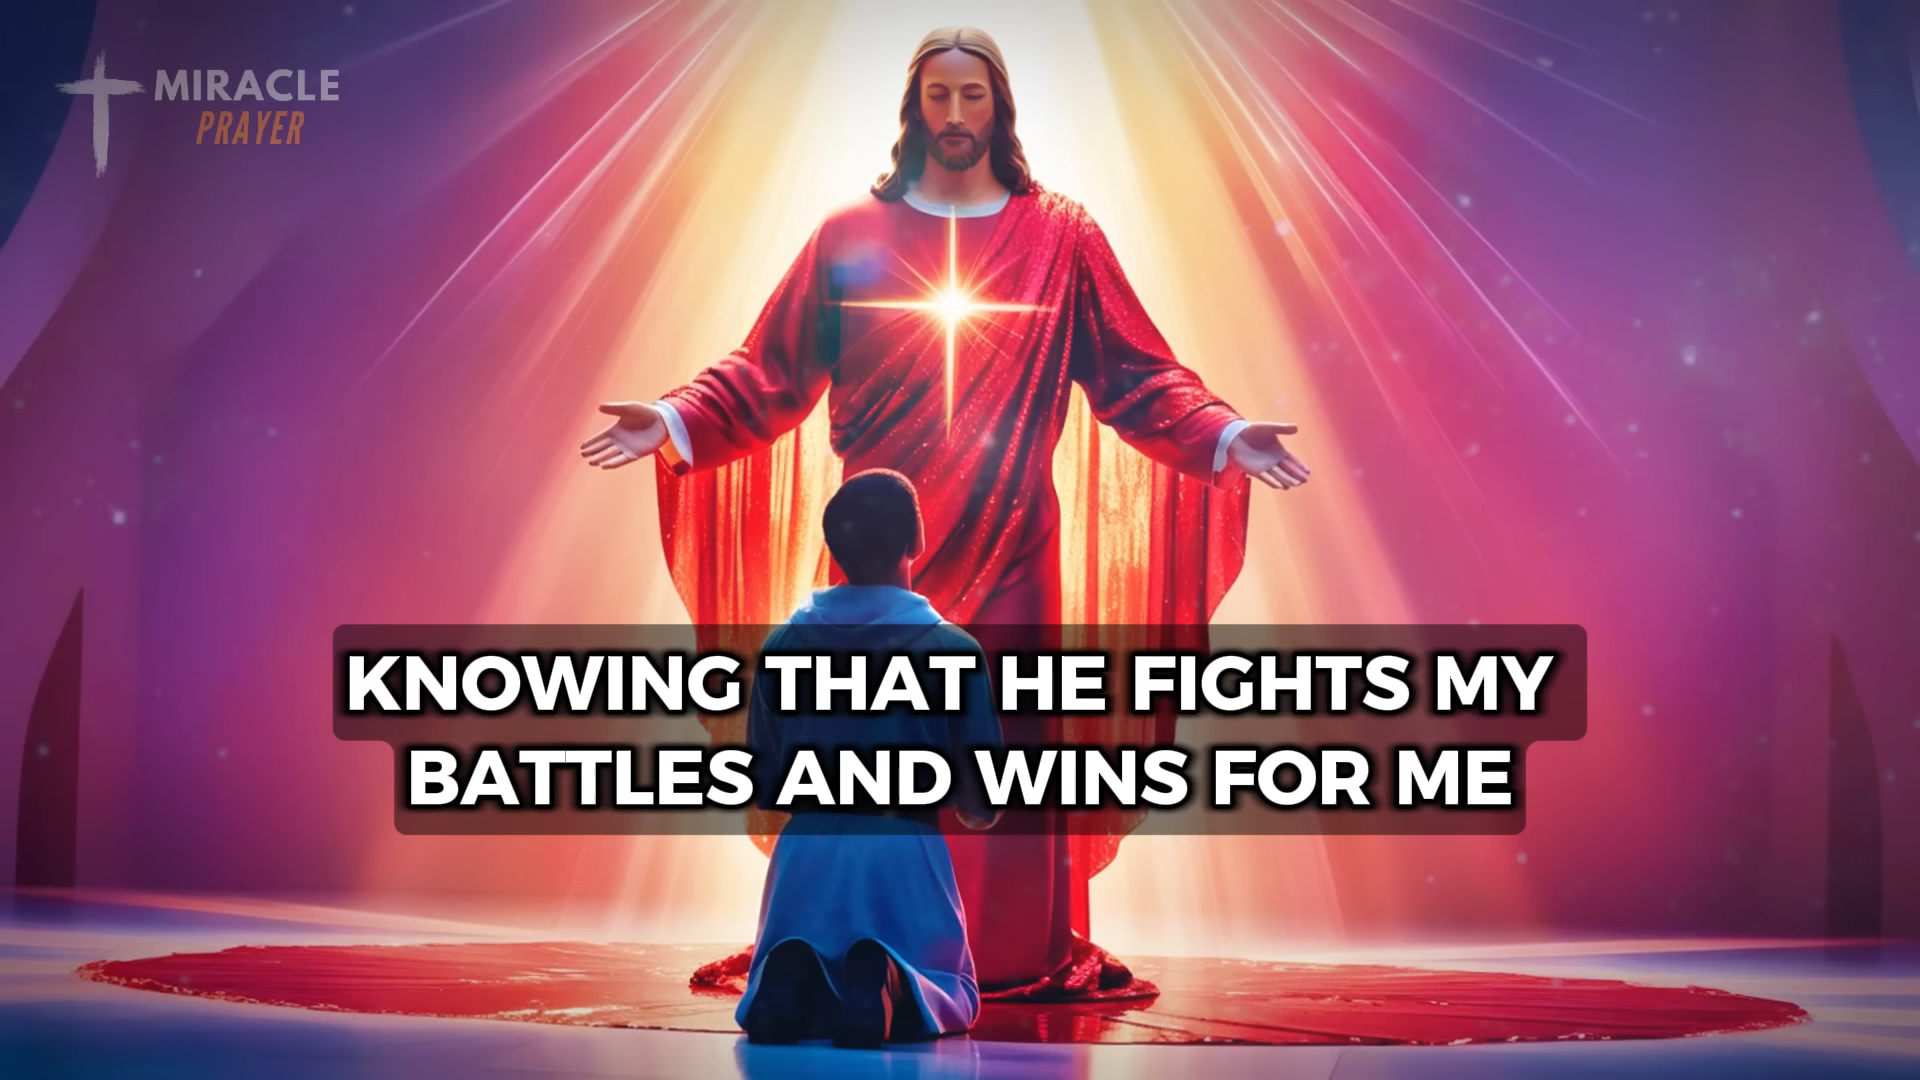 MIRACLE
PRAYER
KNOWING THAT HE FIGHTS MY
BATTLES AND WINS FOR ME